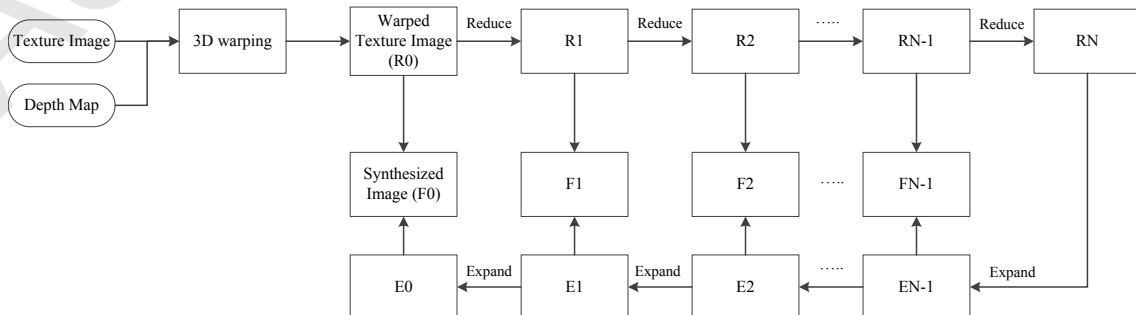 Texture Image
Depth Map
3D warping
Warped
Texture Image
(R0)
Reduce
R1
Reduce
R2
.....
RN-1
Reduce
RN
Synthesized
Image (F0)
F1
F2
.....
FN-1
E0
Expand
E1
Expand
E2
.....
EN-1
Expand